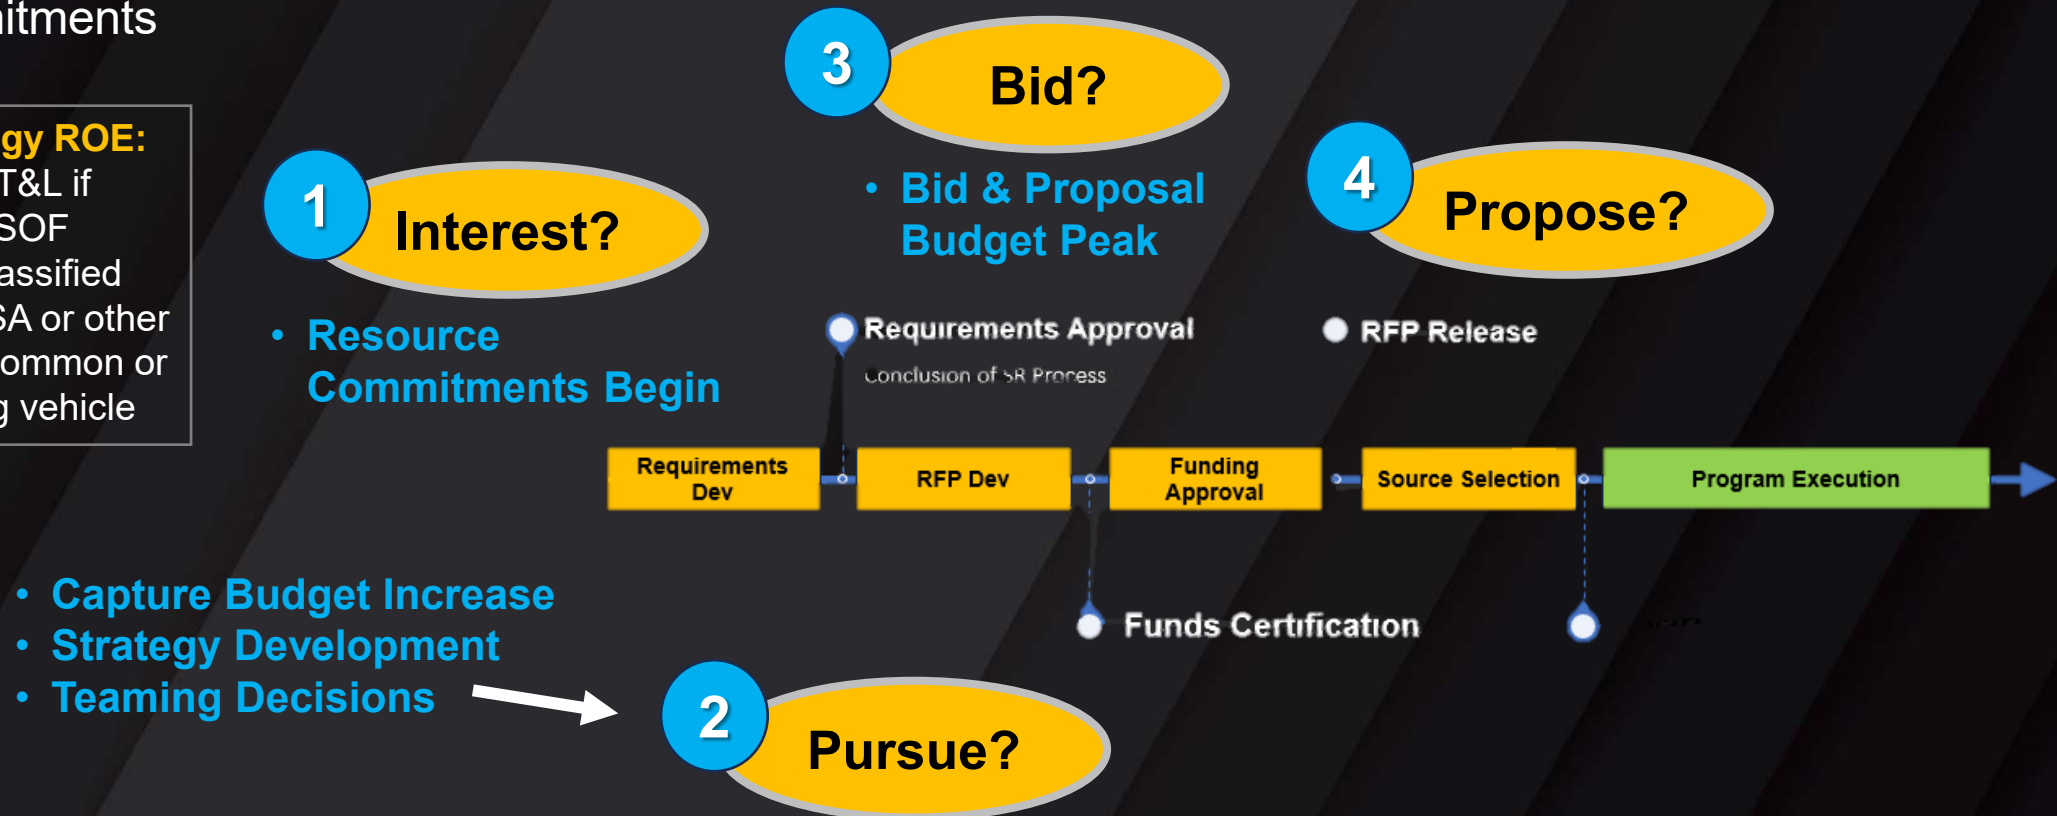 itments
gy ROE:
T&L if
SOF
assified
SA or other
ommon or
g vehicle
1
Interest?
• Resource
Commitments Begin
3
Bid?
• Bid & Proposal
Budget Peak
4
Propose?
Requirements Approval
Conclusion of SR Process
RFP Release
Requirements
Dev
RFP Dev
Funding
Approval
Source Selection
Program Execution
Funds Certification
• Capture Budget Increase
• Strategy Development
• Teaming Decisions
2
Pursue?